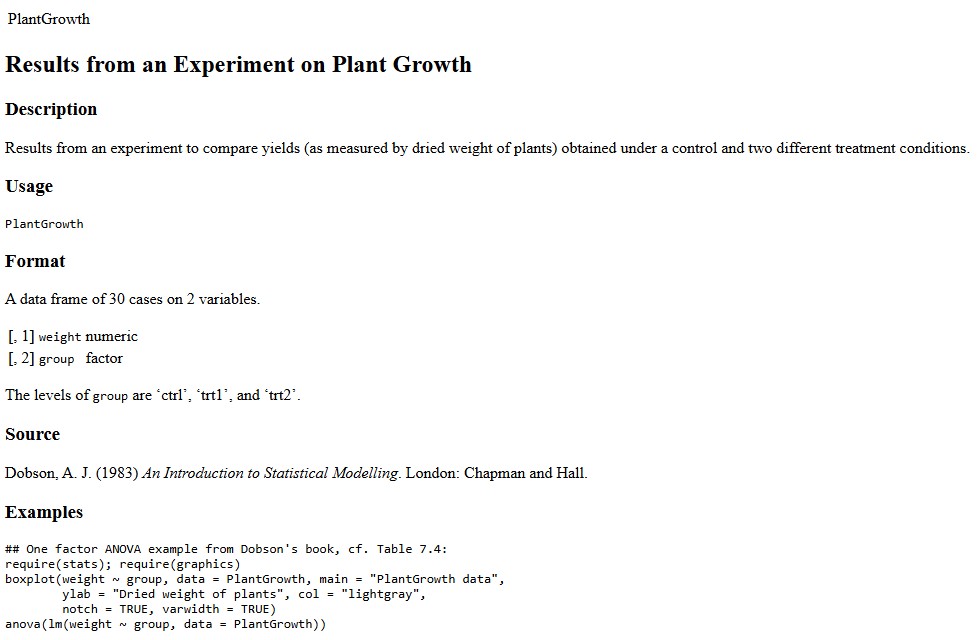 PlantGrowth
Results from an Experiment on Plant Growth
Description
Results from an experiment to compare yields (as measured by dried weight of plants) obtained under a control and two different treatment conditions.
Usage
PlantGrowth
Format
A data frame of 30 cases on 2 variables.
[, 1] weight numeric
[, 2] group factor
The levels of group are ‘ctrl’, ‘trt1’, and ‘trt2’.
Source
Dobson, A. J. (1983) An Introduction to Statistical Modelling. London: Chapman and Hall.
Examples
## One factor ANOVA example from Dobson's book, cf. Table 7.4:
require(stats); require(graphics)
boxplot(weight ~ group, data = PlantGrowth, main = "PlantGrowth data",
        ylab = "Dried weight of plants", col = "lightgray",
        notch = TRUE, varwidth = TRUE)
anova(lm(weight ~ group, data = PlantGrowth))